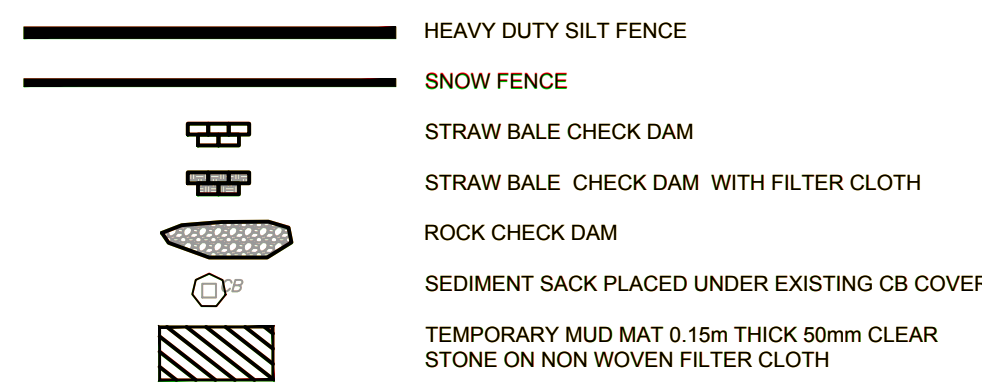 HEAVY DUTY SILT FENCE
SNOW FENCE
STRAW BALE CHECK DAM
STRAW BALE CHECK DAM WITH FILTER CLOTH
ROCK CHECK DAM
CB
SEDIMENT SACK PLACED UNDER EXISTING CB COVER
TEMPORARY MUD MAT 0.15m THICK 50mm CLEAR
STONE ON NON WOVEN FILTER CLOTH